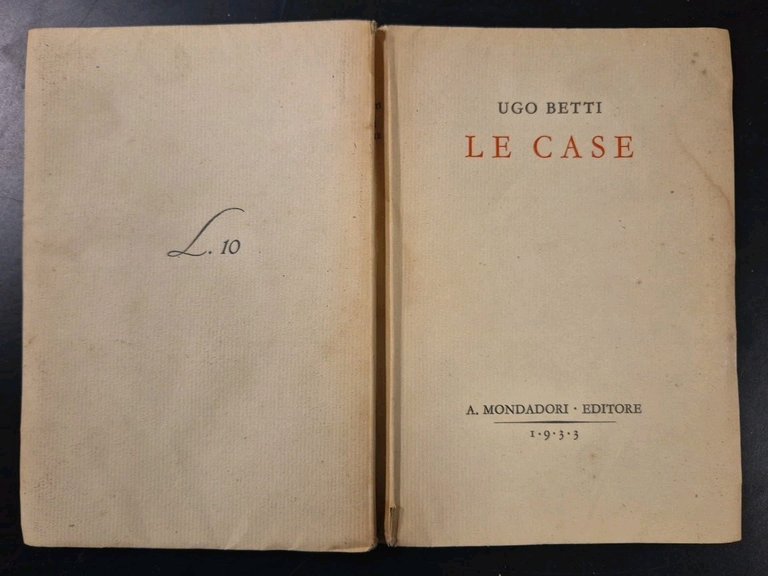 L. 10
UGO BETTI
LE CASE
A. MONDADORI · EDITORE
1·9·3·3